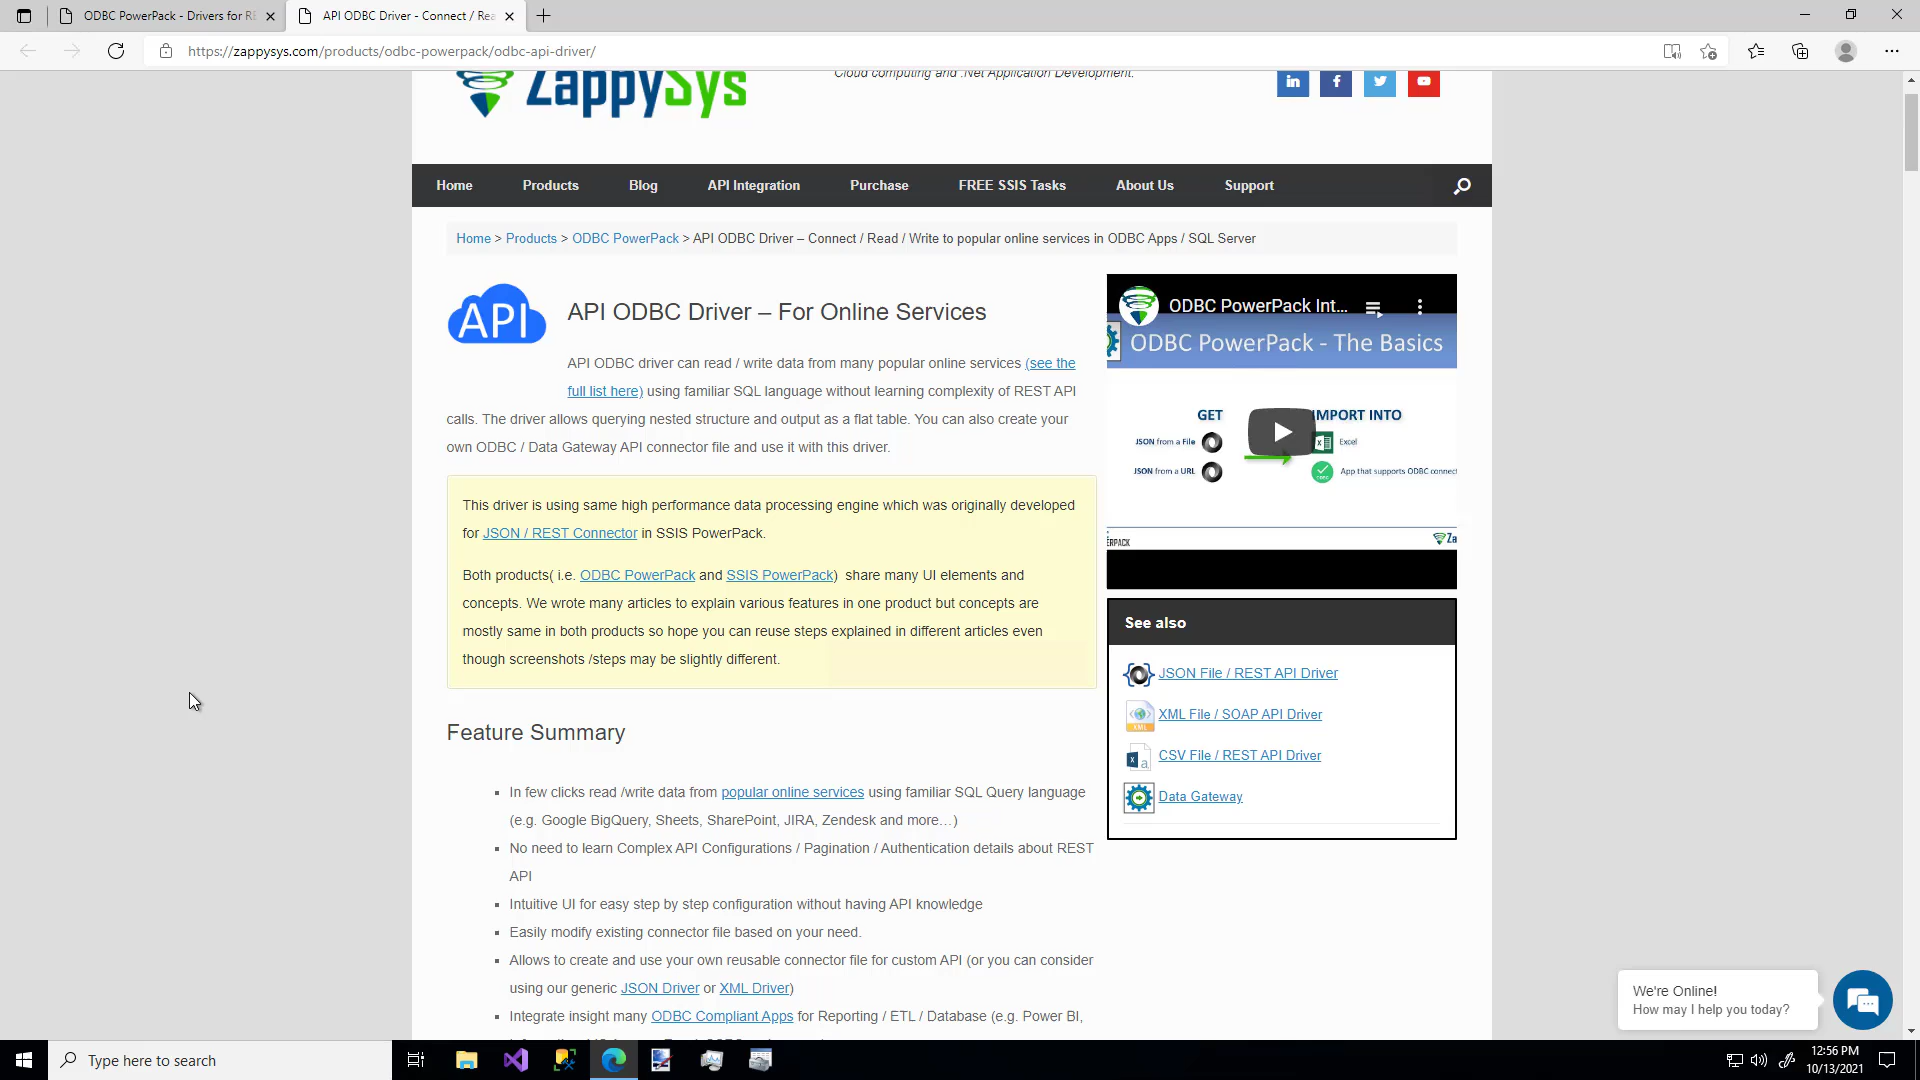 ODBC PowerPack - Drivers for RE
API ODBC Driver - Connect / Rea
https://zappysys.com/products/odbc-powerpack/odbc-api-driver/
ZappySys
Cloud computing and .Net Application Development.
Home
Products
Blog
API Integration
Purchase
FREE SSIS Tasks
About Us
Support
Home > Products > ODBC PowerPack > API ODBC Driver – Connect / Read / Write to popular online services in ODBC Apps / SQL Server
API
API ODBC Driver – For Online Services
API ODBC driver can read / write data from many popular online services (see the
full list here) using familiar SQL language without learning complexity of REST API
calls. The driver allows querying nested structure and output as a flat table. You can also create your
own ODBC / Data Gateway API connector file and use it with this driver.
This driver is using same high performance data processing engine which was originally developed
for JSON / REST Connector in SSIS PowerPack.
Both products( i.e. ODBC PowerPack and SSIS PowerPack)  share many UI elements and
concepts. We wrote many articles to explain various features in one product but concepts are
mostly same in both products so hope you can reuse steps explained in different articles even
though screenshots /steps may be slightly different.
Feature Summary
In few clicks read /write data from popular online services using familiar SQL Query language
(e.g. Google BigQuery, Sheets, SharePoint, JIRA, Zendesk and more…)
No need to learn Complex API Configurations / Pagination / Authentication details about REST
API
Intuitive UI for easy step by step configuration without having API knowledge
Easily modify existing connector file based on your need.
Allows to create and use your own reusable connector file for custom API (or you can consider
using our generic JSON Driver or XML Driver)
Integrate insight many ODBC Compliant Apps for Reporting / ETL / Database (e.g. Power BI,
ODBC PowerPack Int...
ODBC PowerPack - The Basics
GET
IMPORT INTO
JSON from a File
Excel
JSON from a URL
App that supports ODBC connect
ERPACK
Za
See also
JSON File / REST API Driver
XML File / SOAP API Driver
CSV File / REST API Driver
Data Gateway
We're Online!
How may I help you today?
Type here to search
12:56 PM
10/13/2021